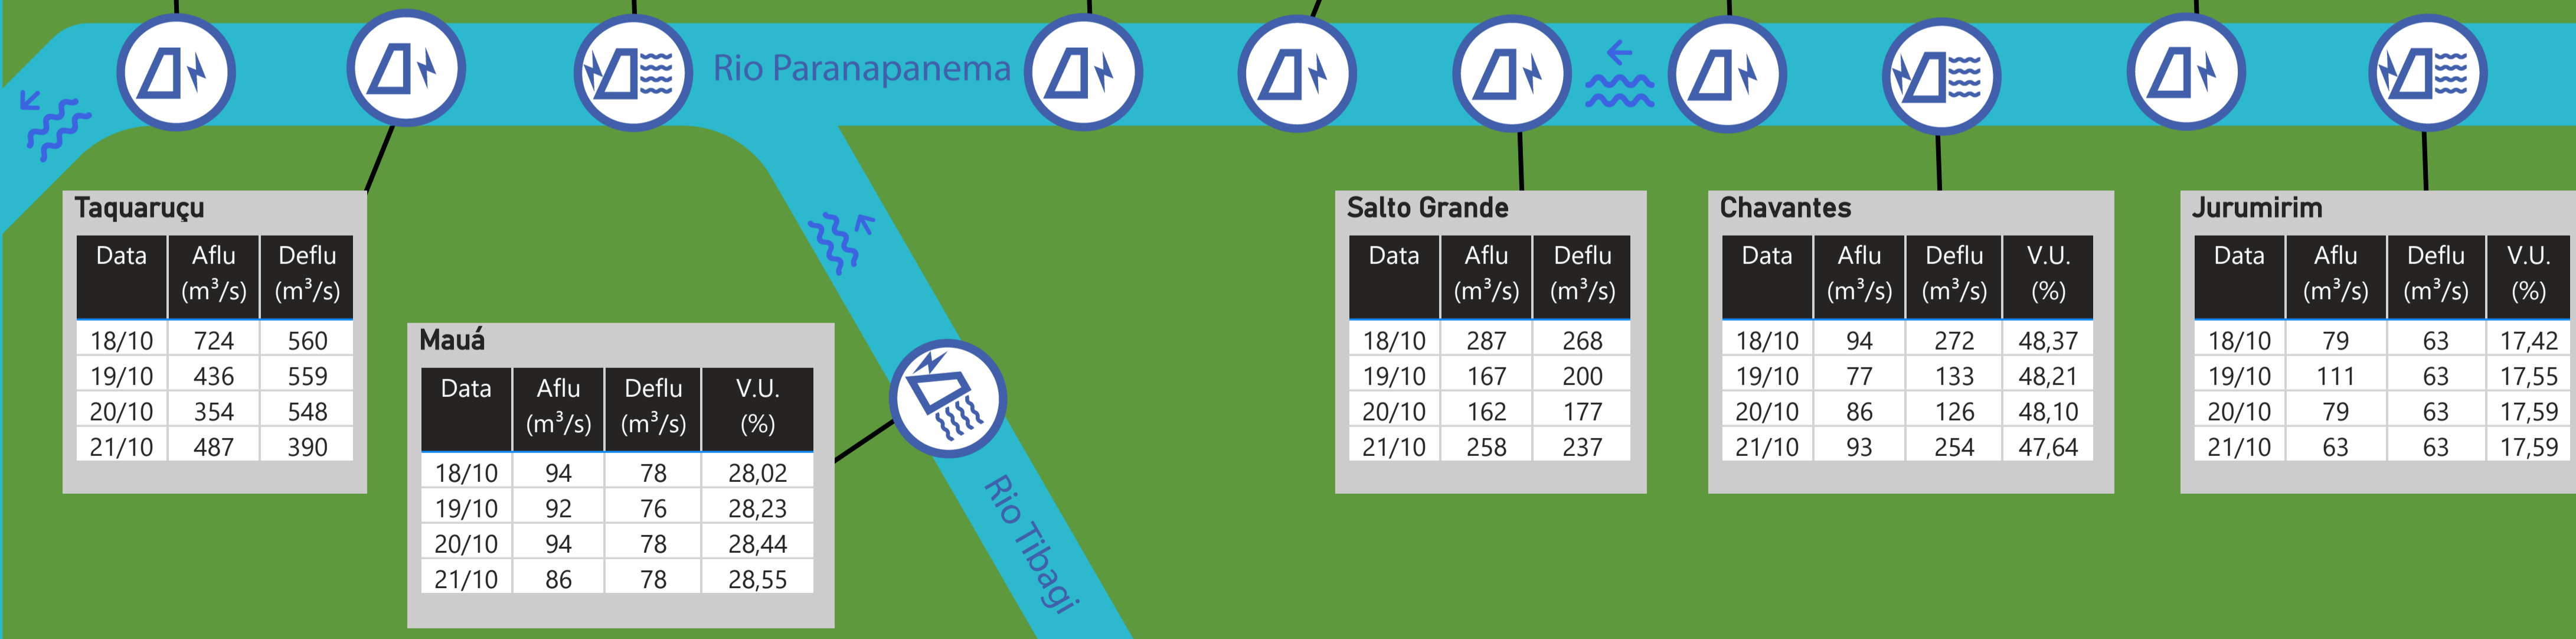 Rio Paranapanema
Taquaruçu
Data Aflu (m³/s) Deflu (m³/s)
18/10 724 560
19/10 436 559
20/10 354 548
21/10 487 390
Mauá
Data Aflu (m³/s) Deflu (m³/s) V.U. (%)
18/10 94 78 28,02
19/10 92 76 28,23
20/10 94 78 28,44
21/10 86 78 28,55
Rio Tibagi
Salto Grande
Data Aflu (m³/s) Deflu (m³/s)
18/10 287 268
19/10 167 200
20/10 162 177
21/10 258 237
Chavantes
Data Aflu (m³/s) Deflu (m³/s) V.U. (%)
18/10 94 272 48,37
19/10 77 133 48,21
20/10 86 126 48,10
21/10 93 254 47,64
Jurumirim
Data Aflu (m³/s) Deflu (m³/s) V.U. (%)
18/10 79 63 17,42
19/10 111 63 17,55
20/10 79 63 17,59
21/10 63 63 17,59